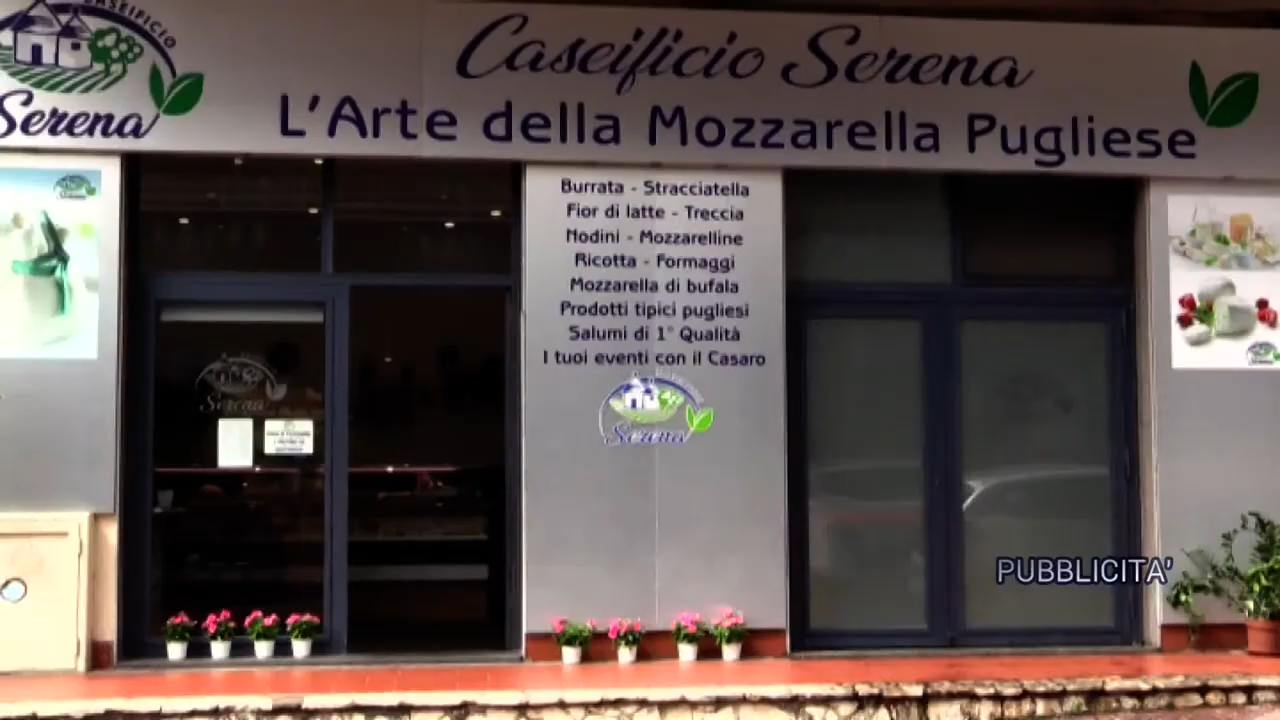 CASEIFICIO
Serena
Caseificio Serena
L'Arte della Mozzarella Pugliese
Burrata - Stracciatella
Fior di latte - Treccia
Nodini - Mozzarelline
Ricotta - Formaggi
Mozzarella di bufala
Prodotti tipici pugliesi
Salumi di 1° Qualità
I tuoi eventi con il Casaro
Serena
Serena
PUBBLICITA'